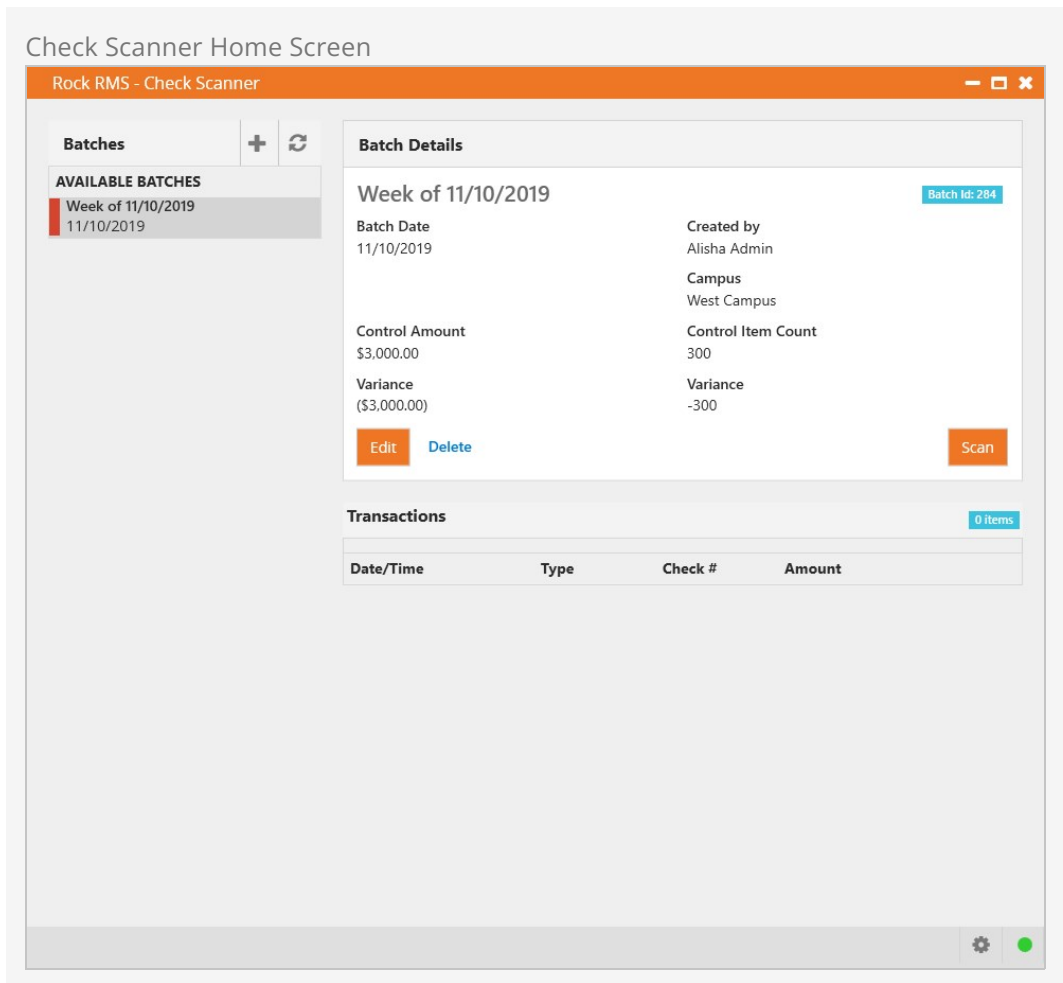 Check Scanner Home Screen
Rock RMS - Check Scanner
Batches
AVAILABLE BATCHES
Week of 11/10/2019
11/10/2019
Batch Details
Week of 11/10/2019
Batch Id: 284
Batch Date
11/10/2019
Created by
Alisha Admin
Campus
West Campus
Control Amount
$3,000.00
Control Item Count
300
Variance
($3,000.00)
Variance
-300
Edit
Delete
Scan
Transactions
0 items
Date/Time Type Check # Amount